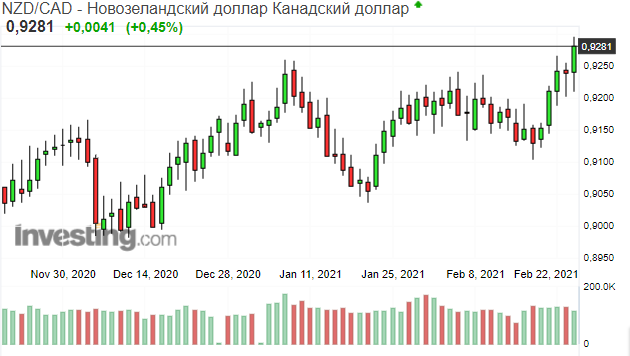 NZD/CAD - Новозеландский доллар Канадский доллар
0,9281 +0,0041 (+0,45%)
0,9281
0,9250
0,9200
0,9150
0,9100
0,9050
0,9000
0,8950
Investing.com
Nov 30, 2020 Dec 14, 2020 Dec 28, 2020 Jan 11, 2021 Jan 25, 2021 Feb 8, 2021 Feb 22, 2021
200.0K
0.0K